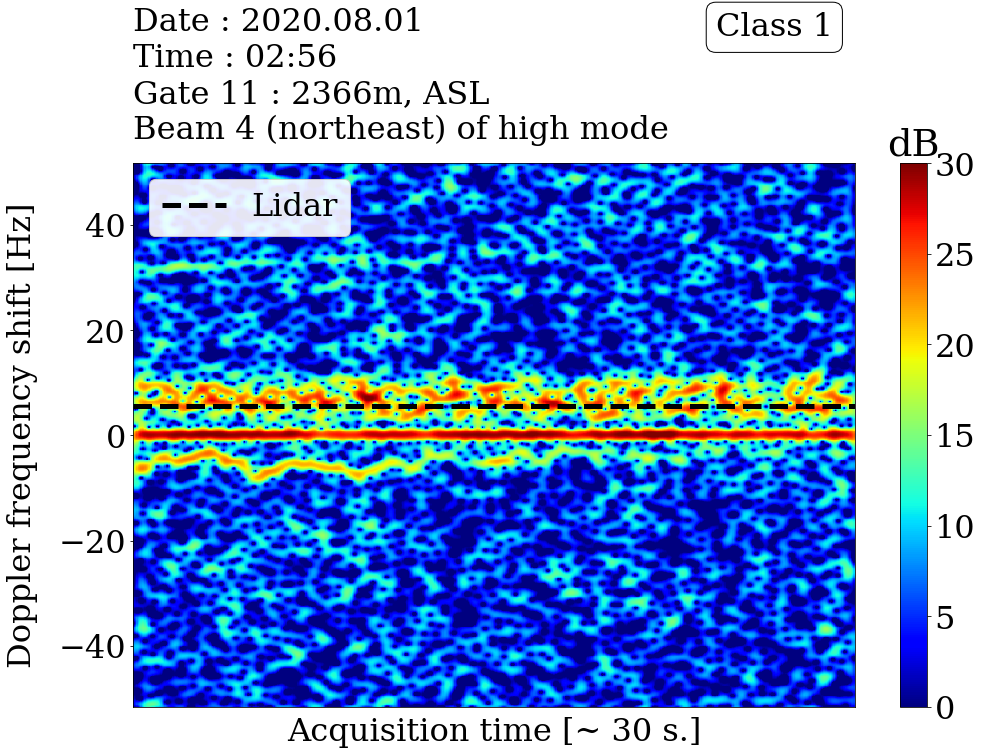 Date : 2020.08.01
Time : 02:56
Gate 11 : 2366m, ASL
Beam 4 (northeast) of high mode
Class 1
dB
Lidar
Doppler frequency shift [Hz]
40
20
0
−20
−40
30
25
20
15
10
5
0
Acquisition time [~ 30 s.]